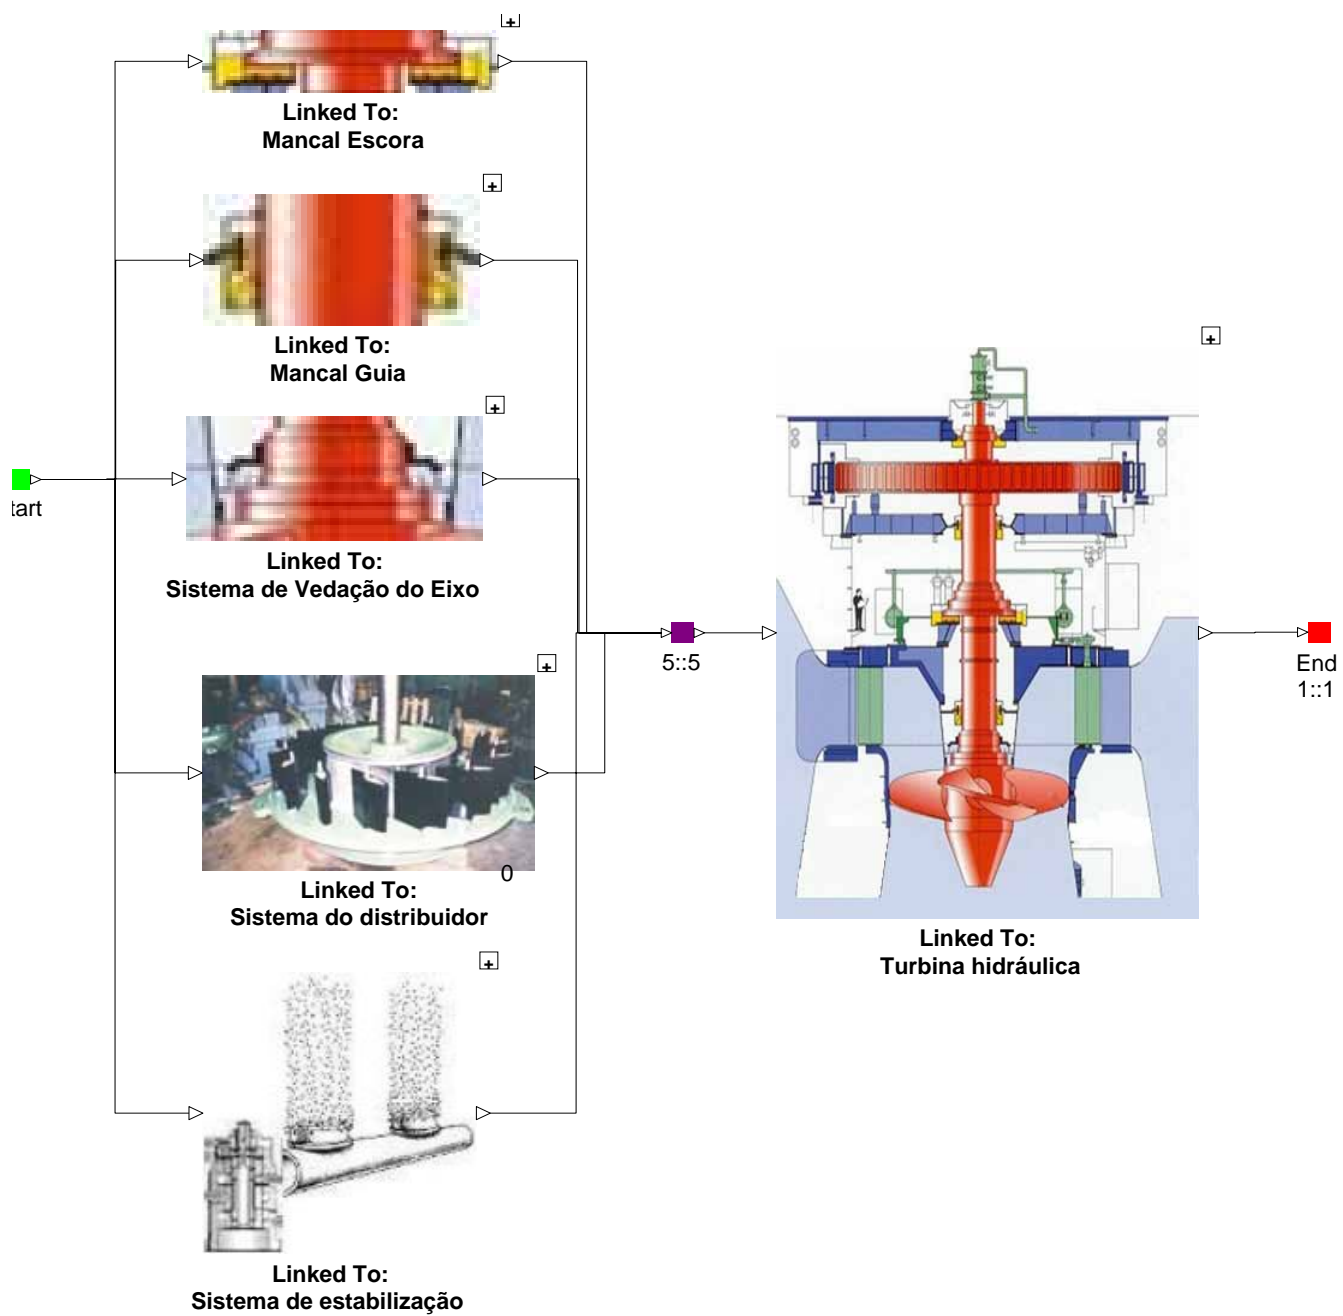 Linked To:
Mancal Escora
Linked To:
Mancal Guia
tart
Linked To:
Sistema de Vedação do Eixo
5::5
End
1::1
0
Linked To:
Sistema do distribuidor
Linked To:
Turbina hidráulica
Linked To:
Sistema de estabilização